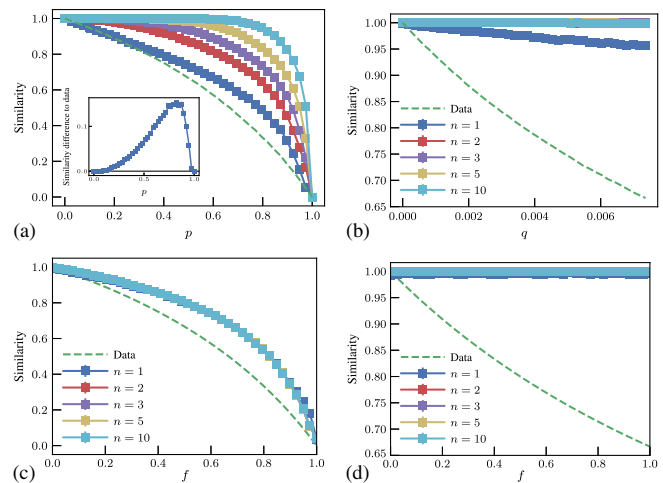 1.0
0.8
0.6
0.4
0.2
0.0
Similarity
Similarity difference to data
0.1
0.0
0.0
0.5
1.0
p
0.0 0.2 0.4 0.6 0.8 1.0
(a)
p
1.00
0.95
0.90
0.85
0.80
0.75
0.70
0.65
Similarity
Data
n = 1
n = 2
n = 3
n = 5
n = 10
0.000 0.002 0.004 0.006
(b)
q
1.0
0.8
0.6
0.4
0.2
0.0
Similarity
Data
n = 1
n = 2
n = 3
n = 5
n = 10
0.0 0.2 0.4 0.6 0.8 1.0
(c)
f
1.00
0.95
0.90
0.85
0.80
0.75
0.70
0.65
Similarity
Data
n = 1
n = 2
n = 3
n = 5
n = 10
0.0 0.2 0.4 0.6 0.8 1.0
(d)
f